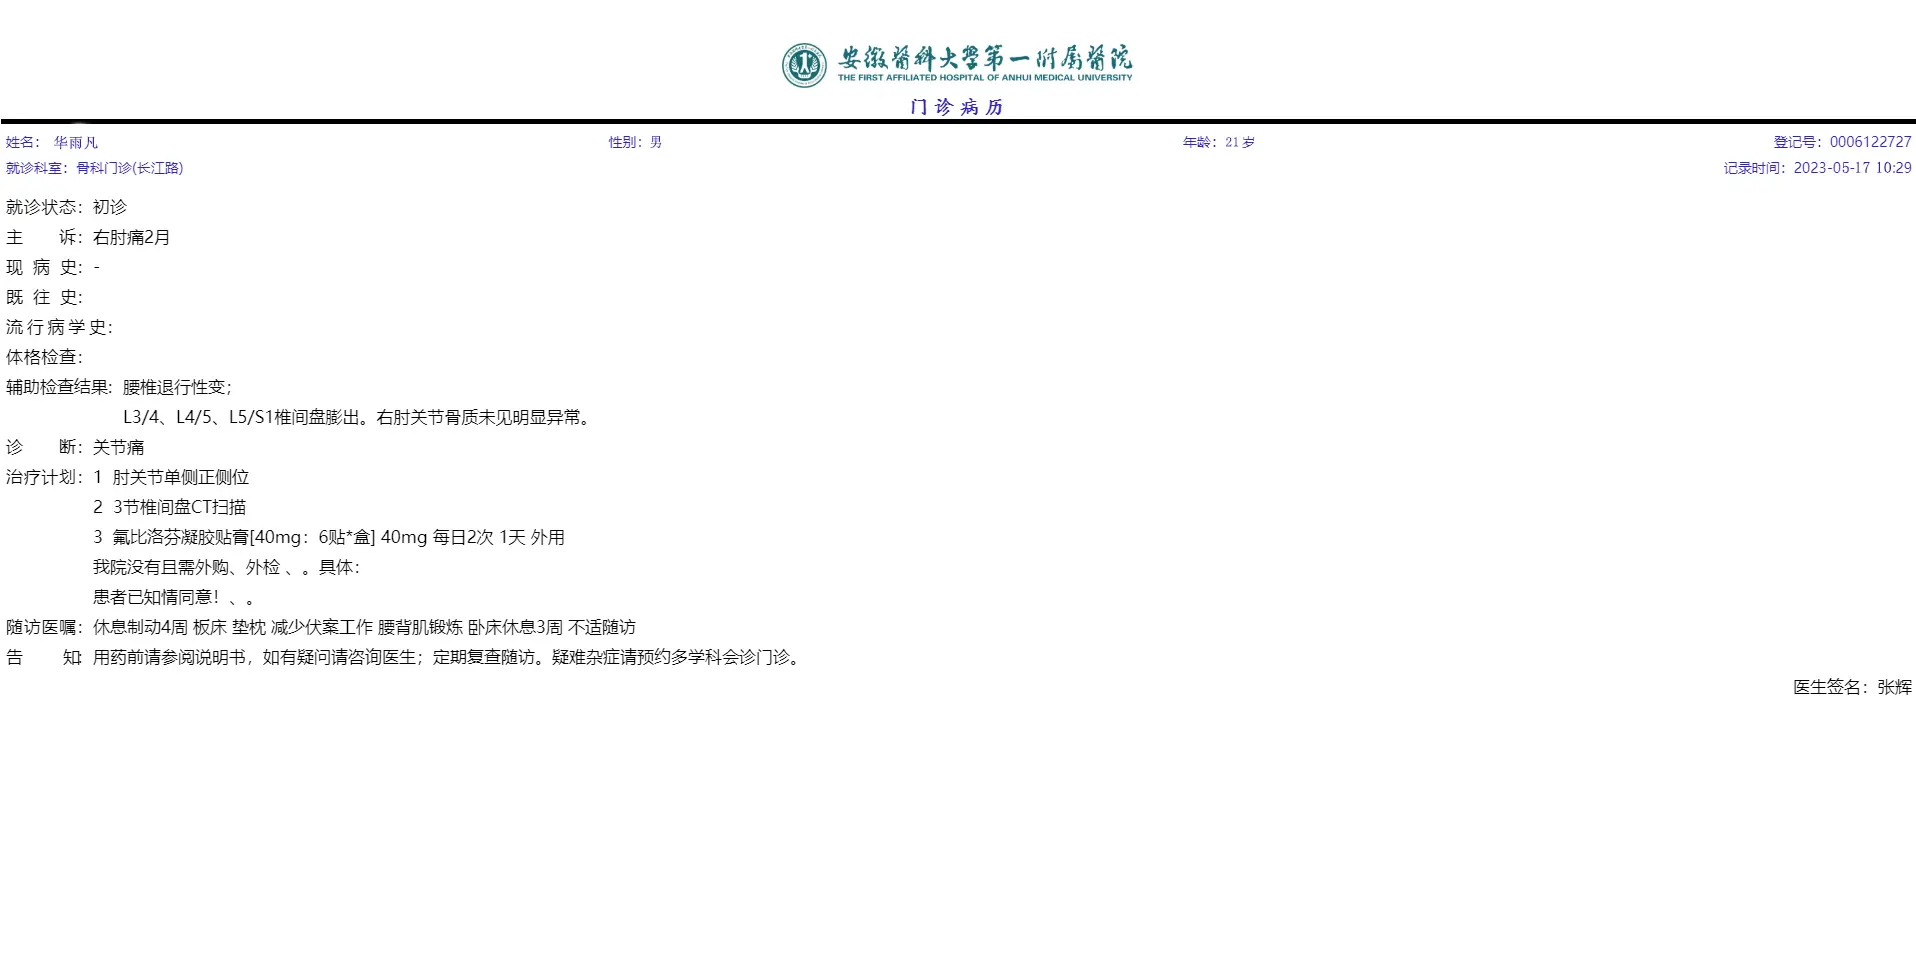 安徽醫科大學第一附属醫院
THE FIRST AFFILIATED HOSPITAL OF ANHUI MEDICAL UNIVERSITY
门诊病历
姓名： 华雨凡 性别：男 年龄：21岁 登记号：0006122727
就诊科室：骨科门诊(长江路) 记录时间：2023-05-17 10:29
就诊状态：初诊
主 诉：右肘痛2月
现 病 史：-
既 往 史：
流行病学史：
体格检查：
辅助检查结果：腰椎退行性变；
L3/4、L4/5、L5/S1椎间盘膨出。右肘关节骨质未见明显异常。
诊 断：关节痛
治疗计划：1 肘关节单侧正侧位
2 3节椎间盘CT扫描
3 氟比洛芬凝胶贴膏[40mg：6贴*盒] 40mg 每日2次 1天 外用
我院没有且需外购、外检 、。具体：
患者已知情同意！、。
随访医嘱：休息制动4周 板床 垫枕 减少伏案工作 腰背肌锻炼 卧床休息3周 不适随访
告 知：用药前请参阅说明书，如有疑问请咨询医生；定期复查随访。疑难杂症请预约多学科会诊门诊。
医生签名：张辉